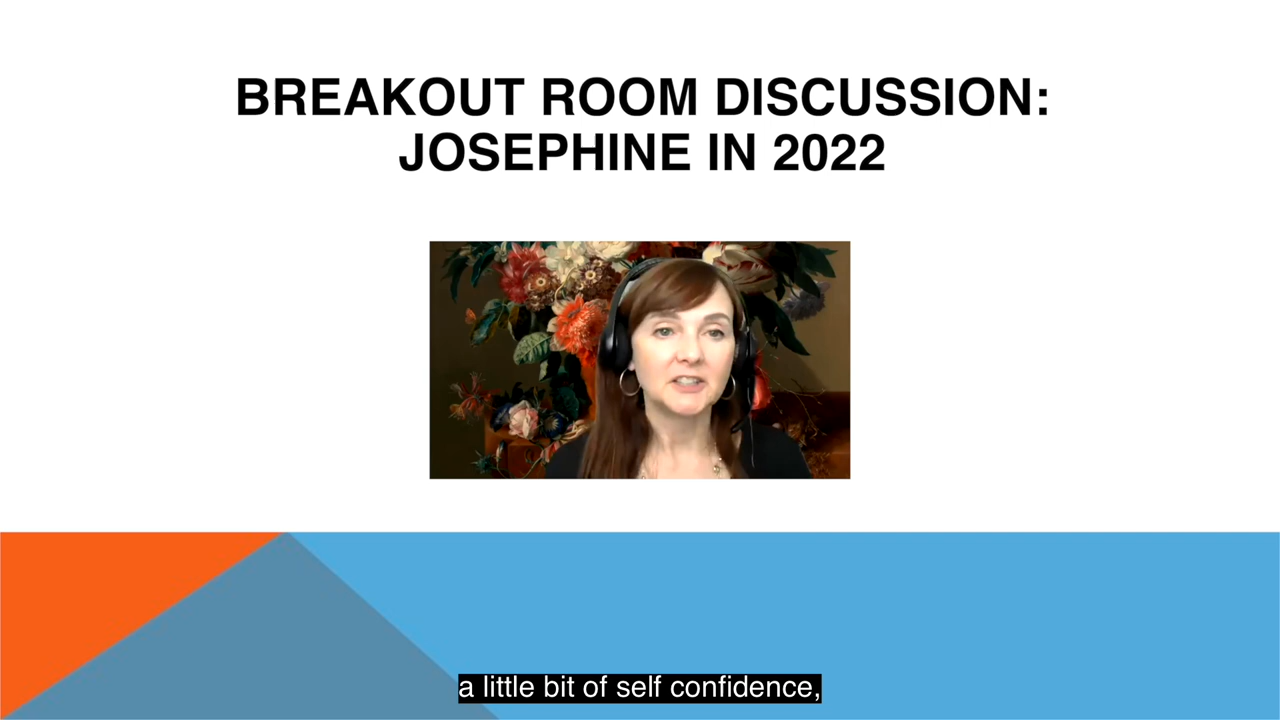 BREAKOUT ROOM DISCUSSION:
JOSEPHINE IN 2022
a little bit of self confidence,